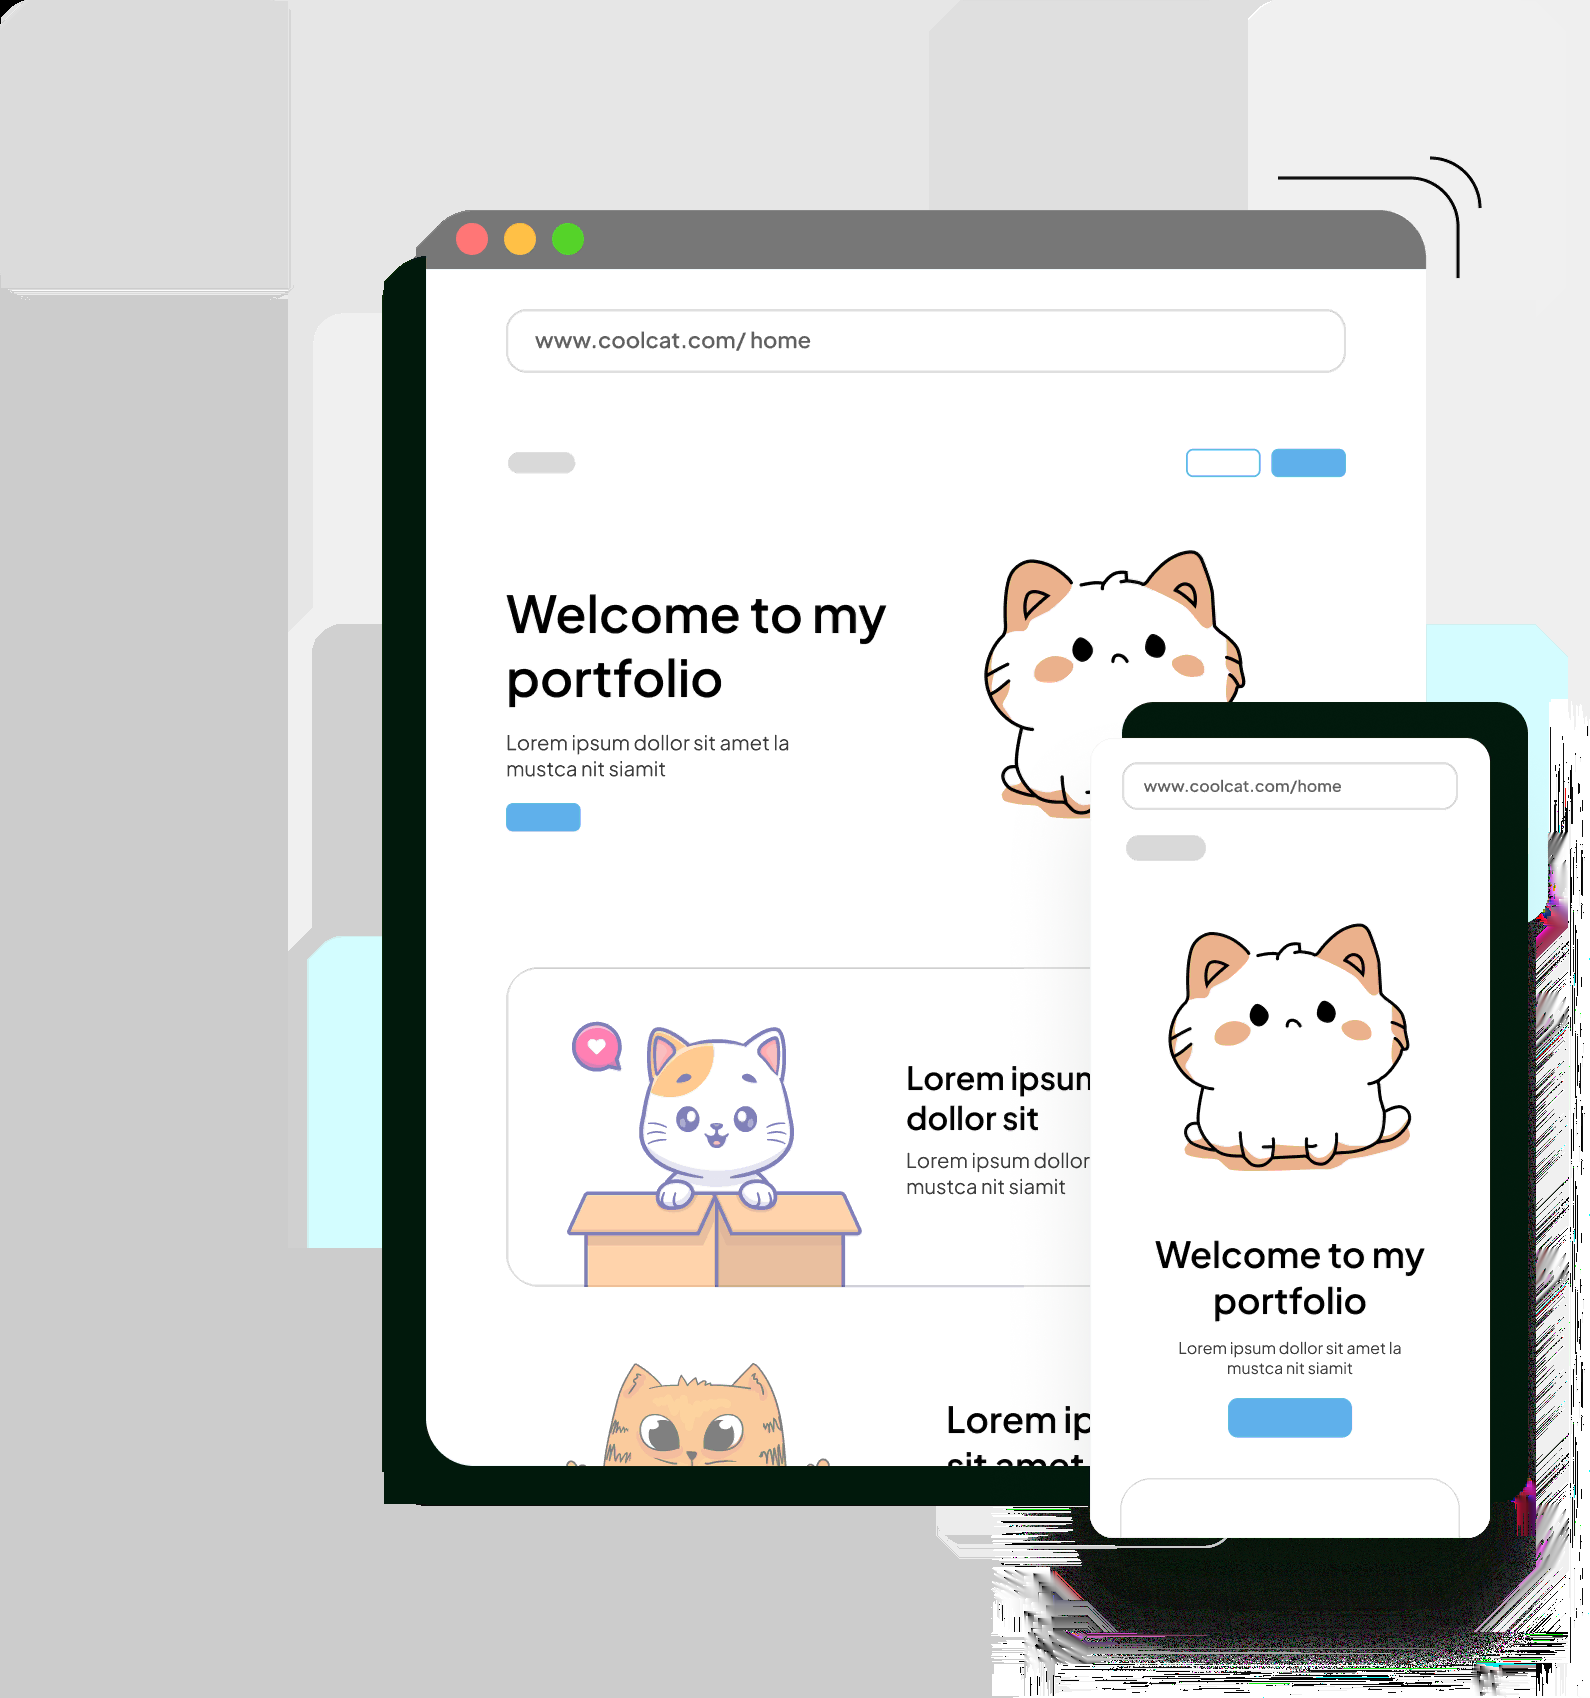 www.coolcat.com/ home
Welcome to my
portfolio
Lorem ipsum dollor sit amet la
mustca nit siamit
Lorem ipsum
dollor sit
Lorem ipsum dollor
mustca nit siamit
Lorem ip
sit amet
www.coolcat.com/home
Welcome to my
portfolio
Lorem ipsum dollor sit amet la
mustca nit siamit